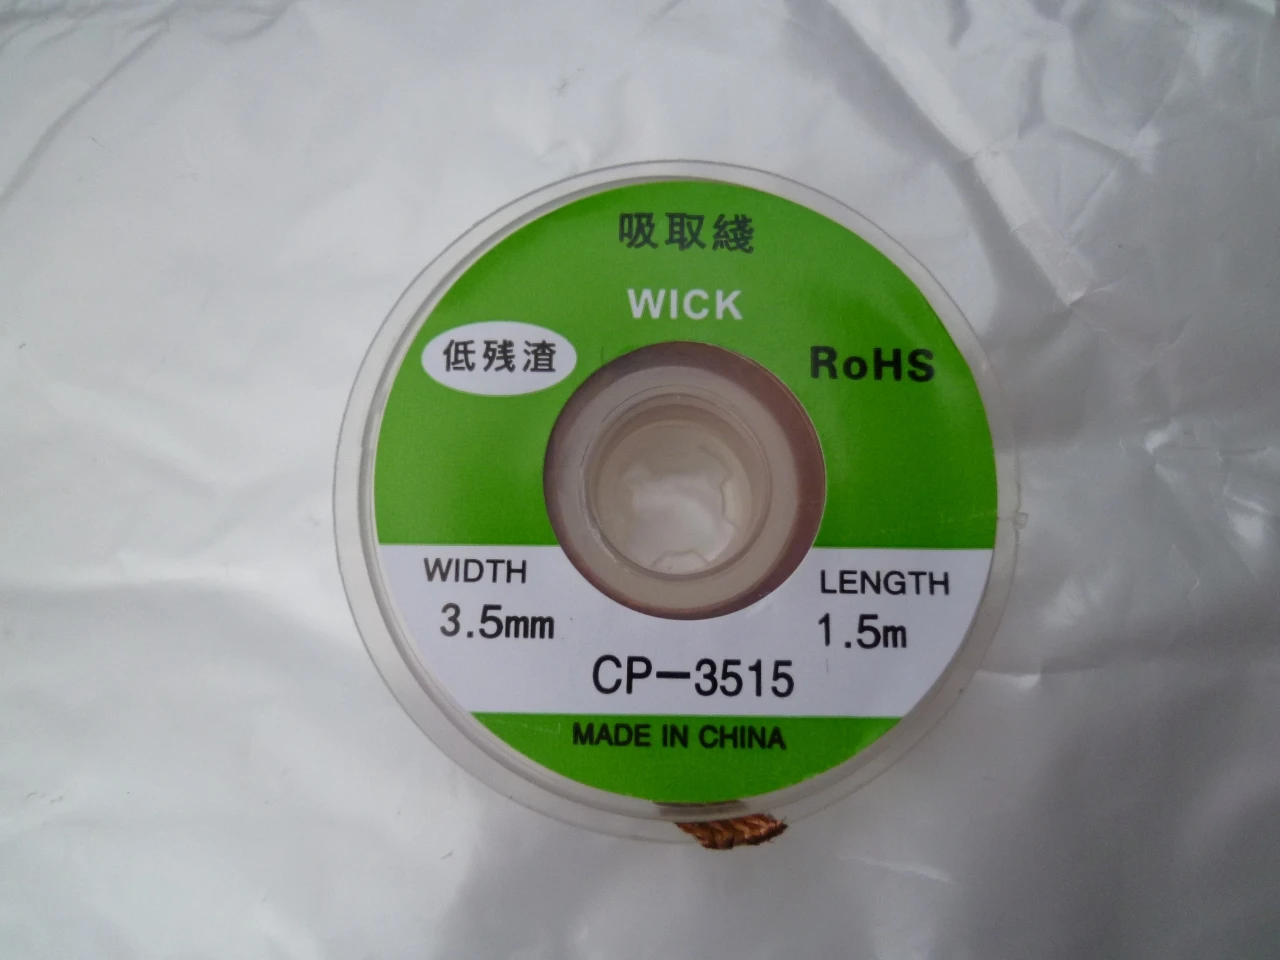 吸取綫
WICK
低残渣
RoHS
WIDTH
3.5mm
LENGTH
1.5m
CP-3515
MADE IN CHINA